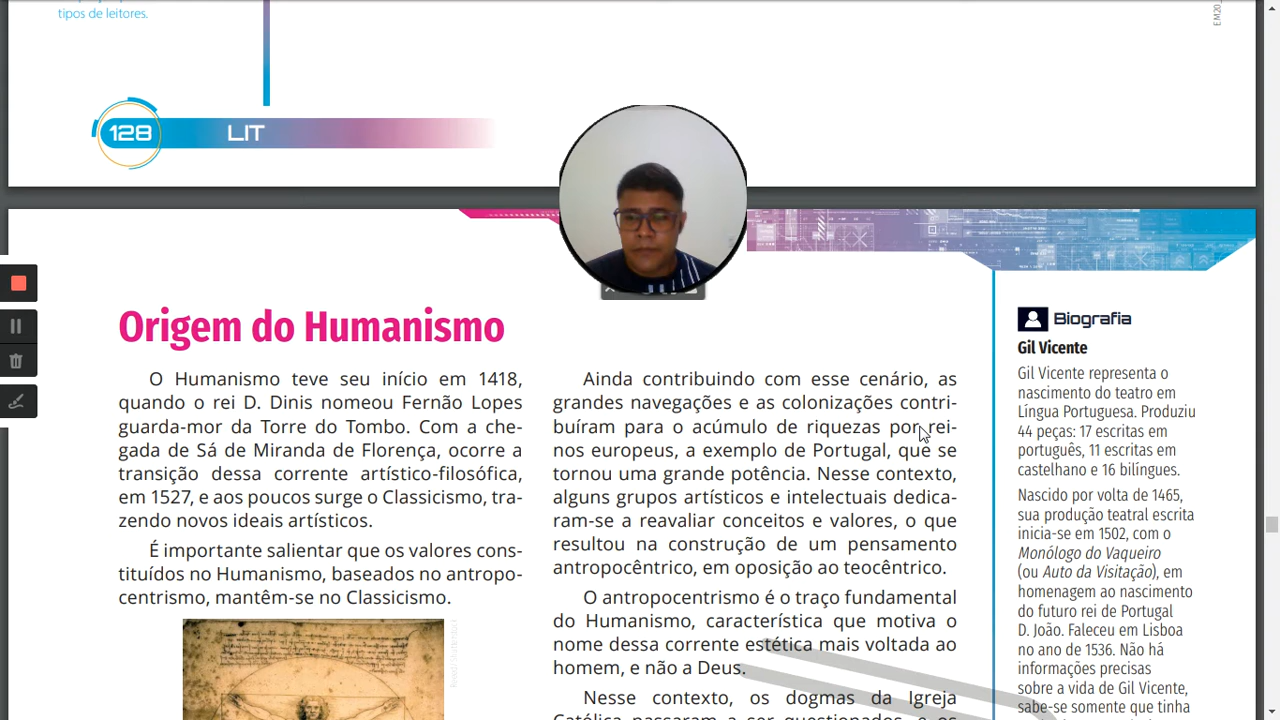 tipos de leitores.
128 LIT
Origem do Humanismo
O Humanismo teve seu início em 1418,
quando o rei D. Dinis nomeou Fernão Lopes
guarda-mor da Torre do Tombo. Com a che-
gada de Sá de Miranda de Florença, ocorre a
transição dessa corrente artístico-filosófica,
em 1527, e aos poucos surge o Classicismo, tra-
zendo novos ideais artísticos.
É importante salientar que os valores cons-
tituídos no Humanismo, baseados no antropo-
centrismo, mantêm-se no Classicismo.
Ainda contribuindo com esse cenário, as
grandes navegações e as colonizações contri-
buíram para o acúmulo de riquezas por rei-
nos europeus, a exemplo de Portugal, que se
tornou uma grande potência. Nesse contexto,
alguns grupos artísticos e intelectuais dedica-
ram-se a reavaliar conceitos e valores, o que
resultou na construção de um pensamento
antropocêntrico, em oposição ao teocêntrico.
O antropocentrismo é o traço fundamental
do Humanismo, característica que motiva o
nome dessa corrente estética mais voltada ao
homem, e não a Deus.
Nesse contexto, os dogmas da Igreja
Católica passaram a ser questionados, e os
Biografia
Gil Vicente
Gil Vicente representa o
nascimento do teatro em
Língua Portuguesa. Produziu
44 peças: 17 escritas em
português, 11 escritas em
castelhano e 16 bilíngues.
Nascido por volta de 1465,
sua produção teatral escrita
inicia-se em 1502, com o
Monólogo do Vaqueiro
(ou Auto da Visitação), em
homenagem ao nascimento
do futuro rei de Portugal
D. João. Faleceu em Lisboa
no ano de 1536. Não há
informações precisas
sobre a vida de Gil Vicente,
sabe-se somente que tinha